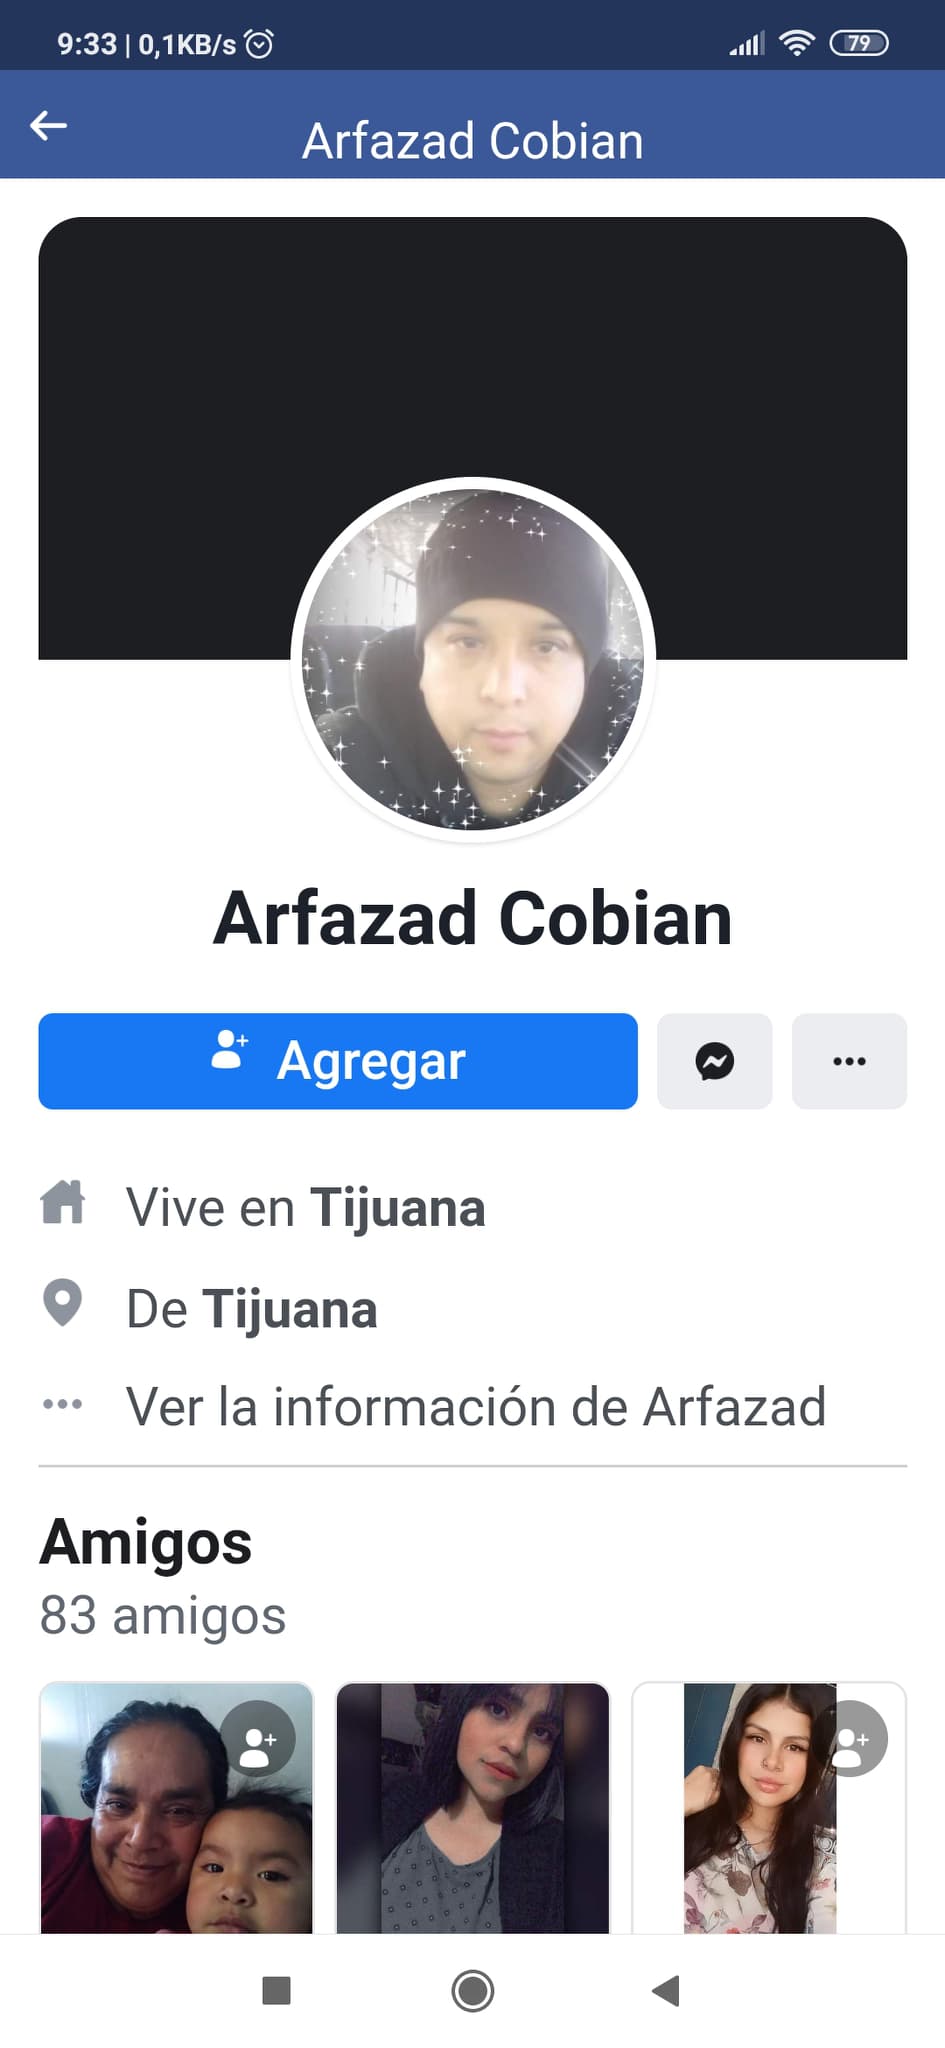 9:33 | 0,1KB/s
79
Arfazad Cobian
Arfazad Cobian
Agregar
Vive en Tijuana
De Tijuana
Ver la información de Arfazad
Amigos
83 amigos